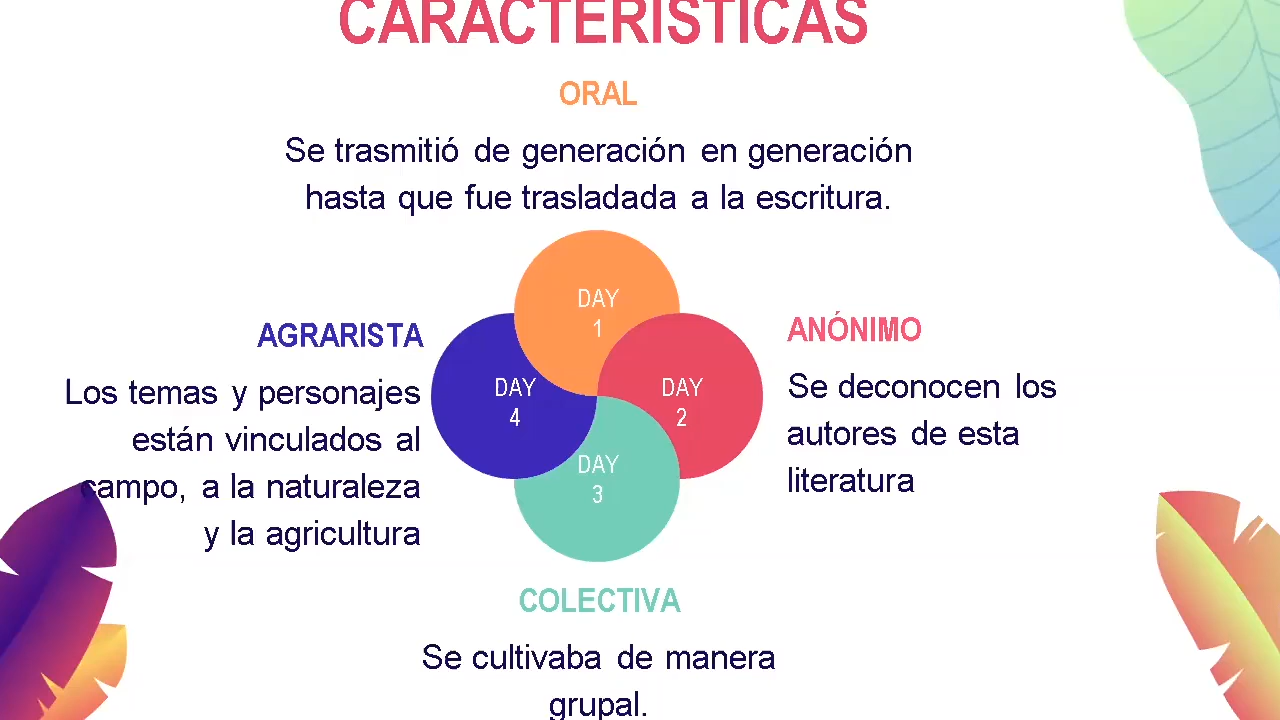 CARACTERÍSTICAS
ORAL
Se trasmitió de generación en generación
hasta que fue trasladada a la escritura.
DAY
1
AGRARISTA
Los temas y personajes
están vinculados al
campo, a la naturaleza
y la agricultura
DAY
4
DAY
2
ANÓNIMO
Se deconocen los
autores de esta
literatura
DAY
3
COLECTIVA
Se cultivaba de manera
grupal.